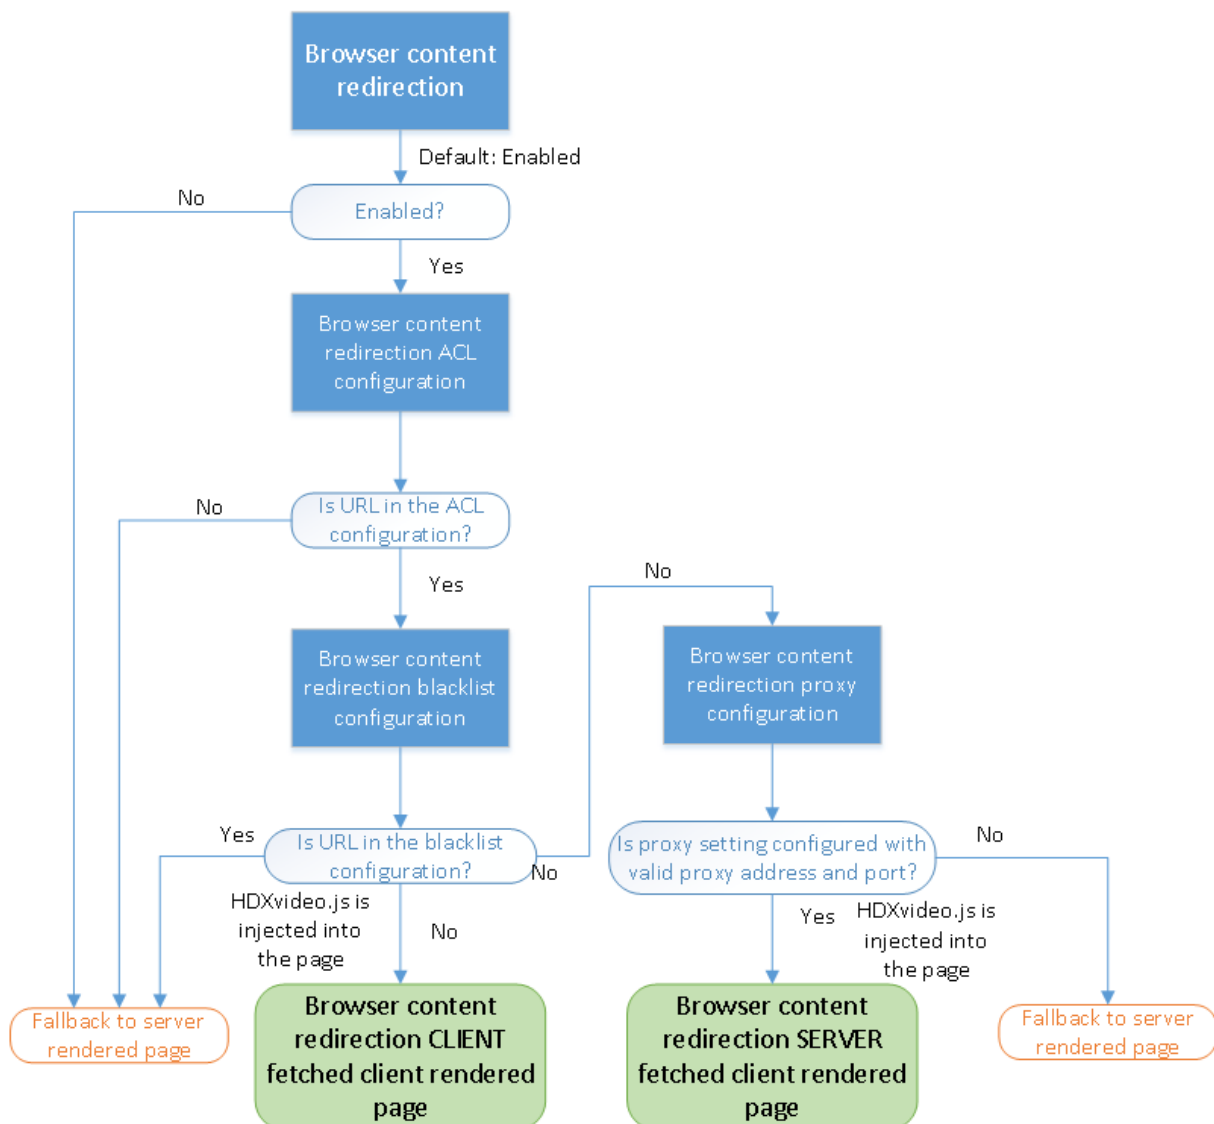 Browser content
redirection
Default: Enabled
No
Enabled?
Yes
Browser content
redirection ACL
configuration
No
Is URL in the ACL
configuration?
Yes
No
Browser content
redirection blacklist
configuration
Browser content
redirection proxy
configuration
Yes
Is URL in the blacklist
configuration?
No
Is proxy setting configured with
valid proxy address and port?
No
HDXvideo.js is
injected into
the page
No
Yes
HDXvideo.js is
injected into
the page
Fallback to server
rendered page
Browser content
redirection CLIENT
fetched client rendered
page
Browser content
redirection SERVER
fetched client rendered
page
Fallback to server
rendered page